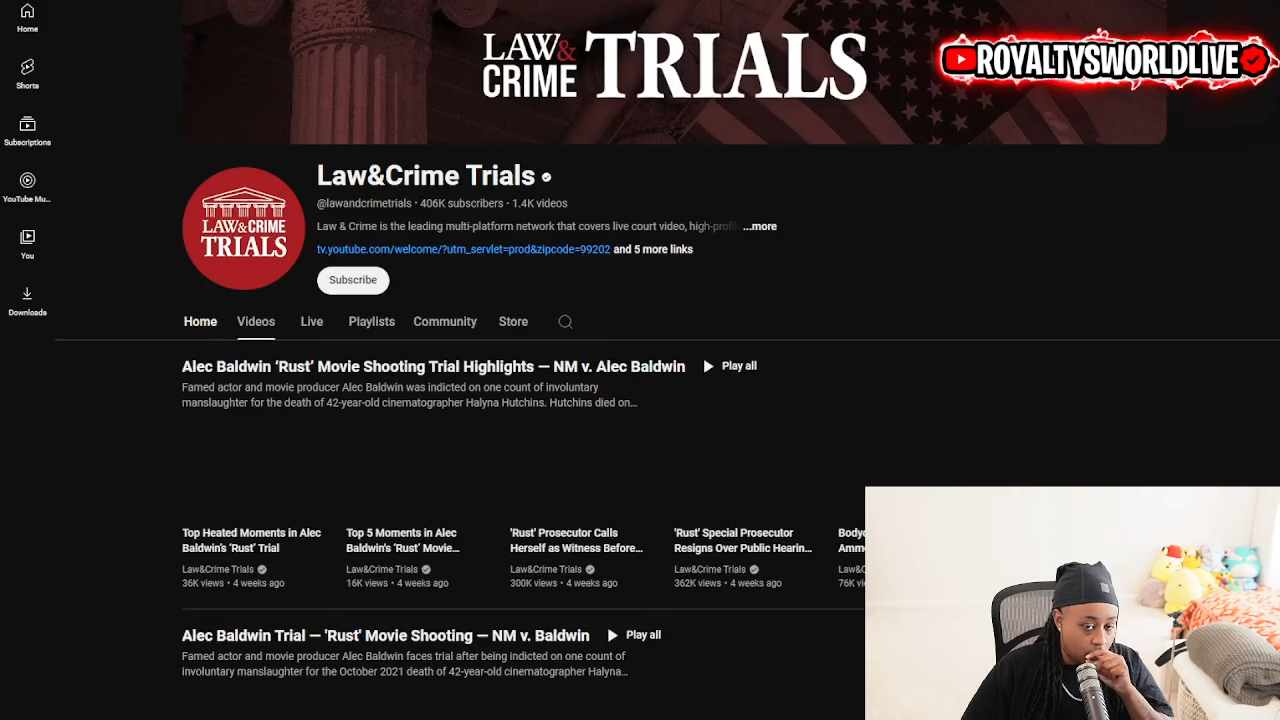 Home
Shorts
Subscriptions
YouTube Mu...
You
Downloads
LAW& CRIME TRIALS
ROYALTYSWORLDLIVE
LAW&CRIME
TRIALS
Law&Crime Trials
@lawandcrimetrials · 406K subscribers · 1.4K videos
Law & Crime is the leading multi-platform network that covers live court video, high-profil ...more
tv.youtube.com/welcome/?utm_servlet=prod&zipcode=99202 and 5 more links
Subscribe
Home Videos Live Playlists Community Store
Alec Baldwin ‘Rust’ Movie Shooting Trial Highlights — NM v. Alec Baldwin Play all
Famed actor and movie producer Alec Baldwin was indicted on one count of involuntary
manslaughter for the death of 42-year-old cinematographer Halyna Hutchins. Hutchins died on...
Top Heated Moments in Alec
Baldwin's ‘Rust’ Trial
Law&Crime Trials
36K views • 4 weeks ago
Top 5 Moments in Alec
Baldwin's ‘Rust’ Movie...
Law&Crime Trials
16K views • 4 weeks ago
'Rust' Prosecutor Calls
Herself as Witness Before...
Law&Crime Trials
300K views • 4 weeks ago
'Rust' Special Prosecutor
Resigns Over Public Hearin...
Law&Crime Trials
362K views • 4 weeks ago
Bodyc
Ammo
Law&C
76K vi
Alec Baldwin Trial — 'Rust' Movie Shooting — NM v. Baldwin Play all
Famed actor and movie producer Alec Baldwin faces trial after being indicted on one count of
involuntary manslaughter for the October 2021 death of 42-year-old cinematographer Halyna...